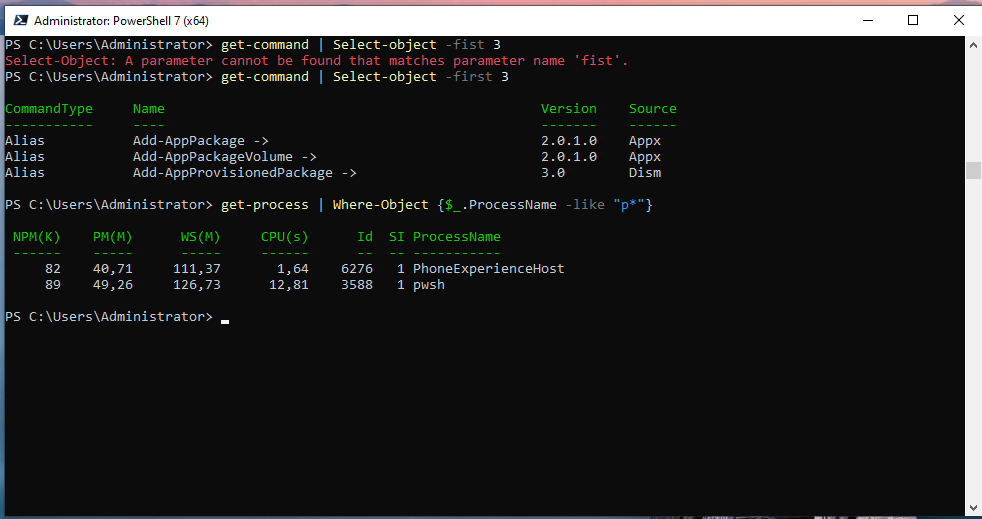 Administrator: PowerShell 7 (x64)
PS C:\Users\Administrator> get-command | Select-object -fist 3
Select-Object: A parameter cannot be found that matches parameter name 'fist'.
PS C:\Users\Administrator> get-command | Select-object -first 3
CommandType     Name                                               Version    Source
-----------     ----                                               -------    ------
Alias           Add-AppPackage ->                                  2.0.1.0    Appx
Alias           Add-AppPackageVolume ->                            2.0.1.0    Appx
Alias           Add-AppProvisionedPackage ->                       3.0        Dism
PS C:\Users\Administrator> get-process | Where-Object {$_.ProcessName -like "p*"}
 NPM(K)    PM(M)      WS(M)     CPU(s)      Id  SI ProcessName
 ------    -----      -----     ------      --  -- -----------
     82    40,71     111,37       1,64    6276   1 PhoneExperienceHost
     89    49,26     126,73      12,81    3588   1 pwsh
PS C:\Users\Administrator>